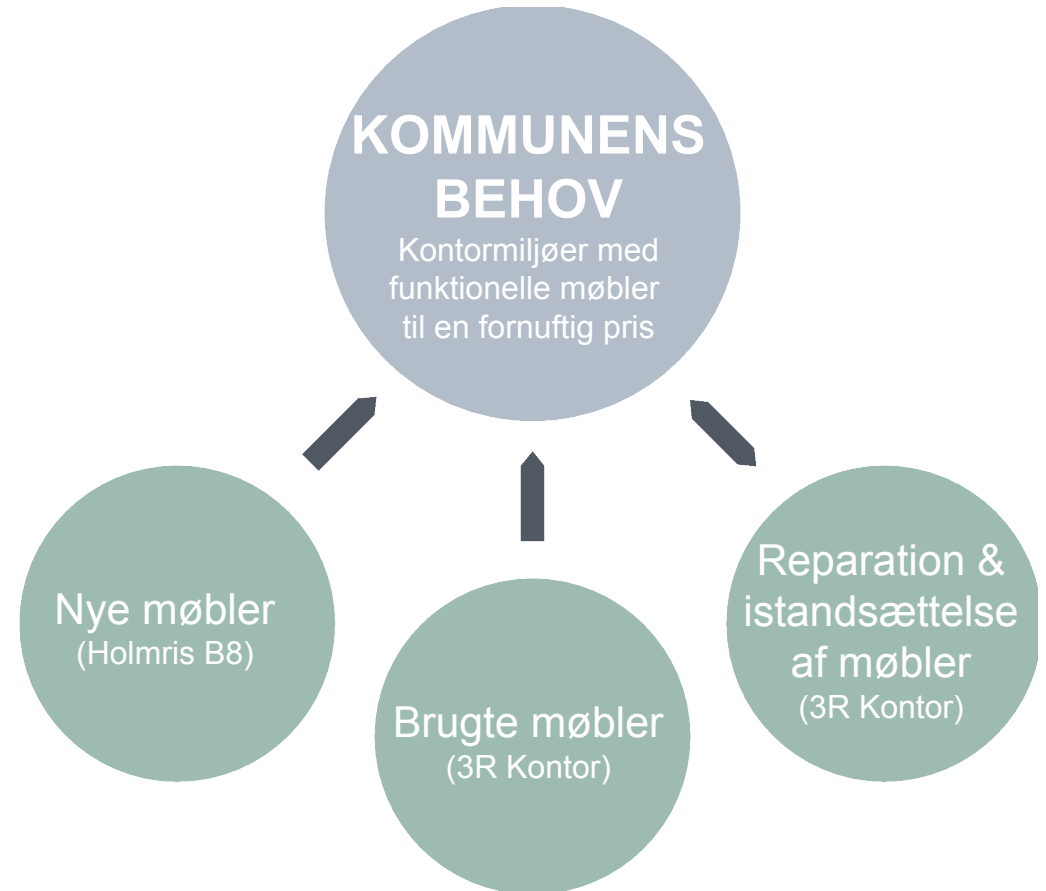 KOMMUNENS
BEHOV
Kontormiljøer med
funktionelle møbler
til en fornuftig pris
Nye møbler
(Holmris B8)
Brugte møbler
(3R Kontor)
Reparation &
istandsættelse
af møbler
(3R Kontor)